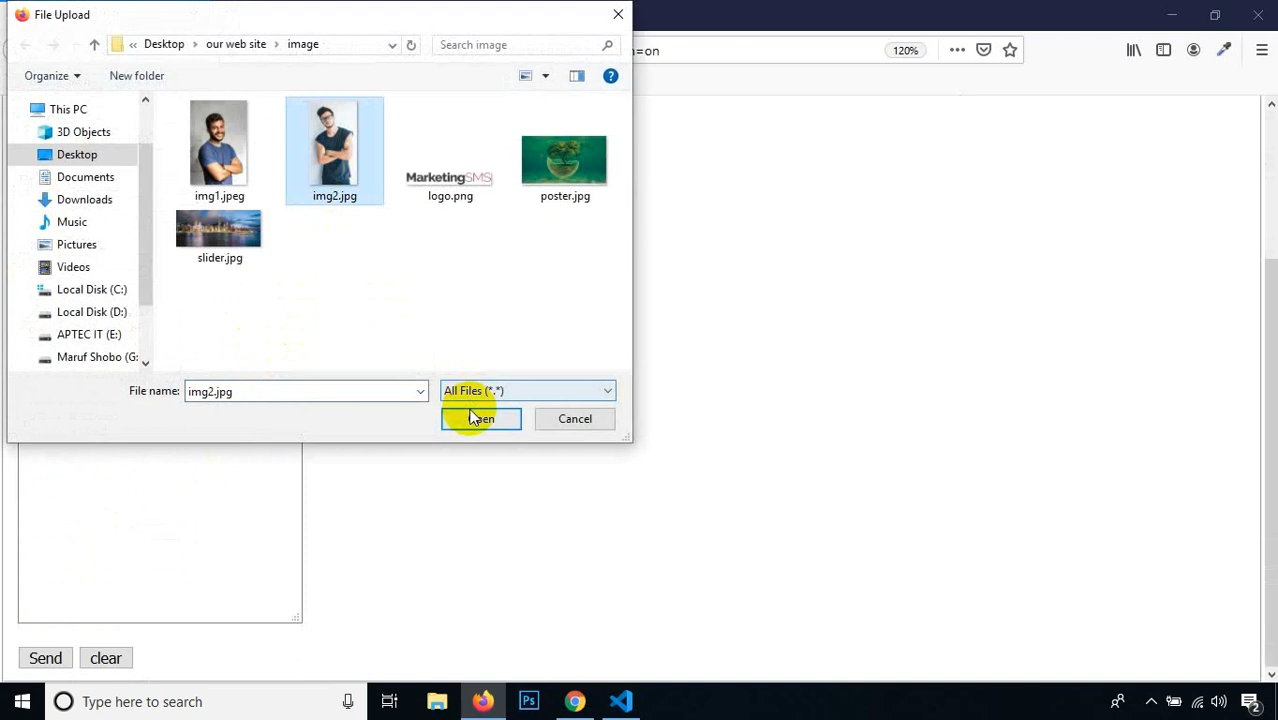 File Upload
Desktop
our web site
image
Search image
Organize
New folder
This PC
3D Objects
Desktop
Documents
Downloads
Music
Pictures
Videos
Local Disk (C:)
Local Disk (D:)
APTEC IT (E:)
Maruf Shobo (G:
img1.jpeg
img2.jpg
MarketingSMS
logo.png
poster.jpg
slider.jpg
File name:
img2.jpg
All Files (*.*)
Cancel
n=on
120%
Send
clear
Type here to search
Ps
2